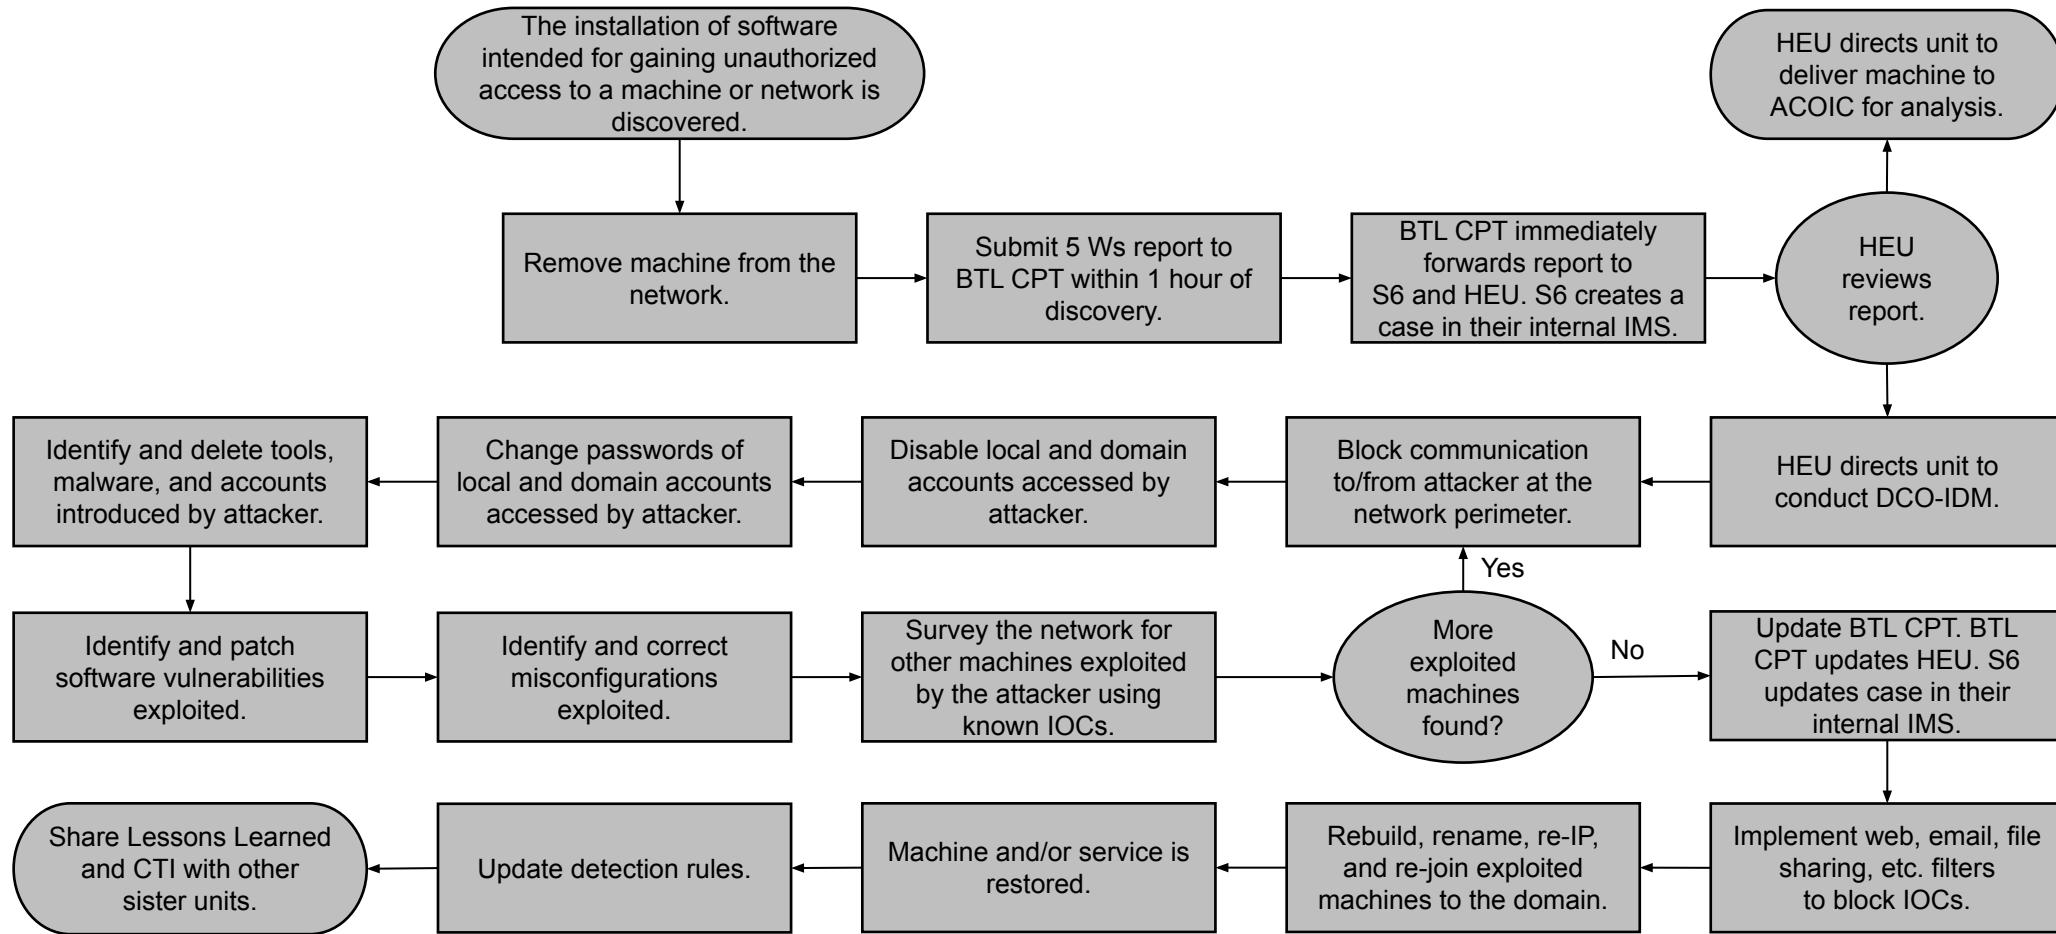 The installation of software
intended for gaining unauthorized
access to a machine or network is
discovered.
HEU directs unit to
deliver machine to
ACOIC for analysis.
Remove machine from the
network.
Submit 5 Ws report to
BTL CPT within 1 hour of
discovery.
BTL CPT immediately
forwards report to
S6 and HEU. S6 creates a
case in their internal IMS.
HEU
reviews
report.
HEU directs unit to
conduct DCO-IDM.
Block communication
to/from attacker at the
network perimeter.
Disable local and domain
accounts accessed by
attacker.
Change passwords of
local and domain accounts
accessed by attacker.
Identify and delete tools,
malware, and accounts
introduced by attacker.
Identify and patch
software vulnerabilities
exploited.
Identify and correct
misconfigurations
exploited.
Survey the network for
other machines exploited
by the attacker using
known IOCs.
More
exploited
machines
found?
Yes
No
Update BTL CPT. BTL
CPT updates HEU. S6
updates case in their
internal IMS.
Implement web, email, file
sharing, etc. filters
to block IOCs.
Rebuild, rename, re-IP,
and re-join exploited
machines to the domain.
Machine and/or service is
restored.
Update detection rules.
Share Lessons Learned
and CTI with other
sister units.